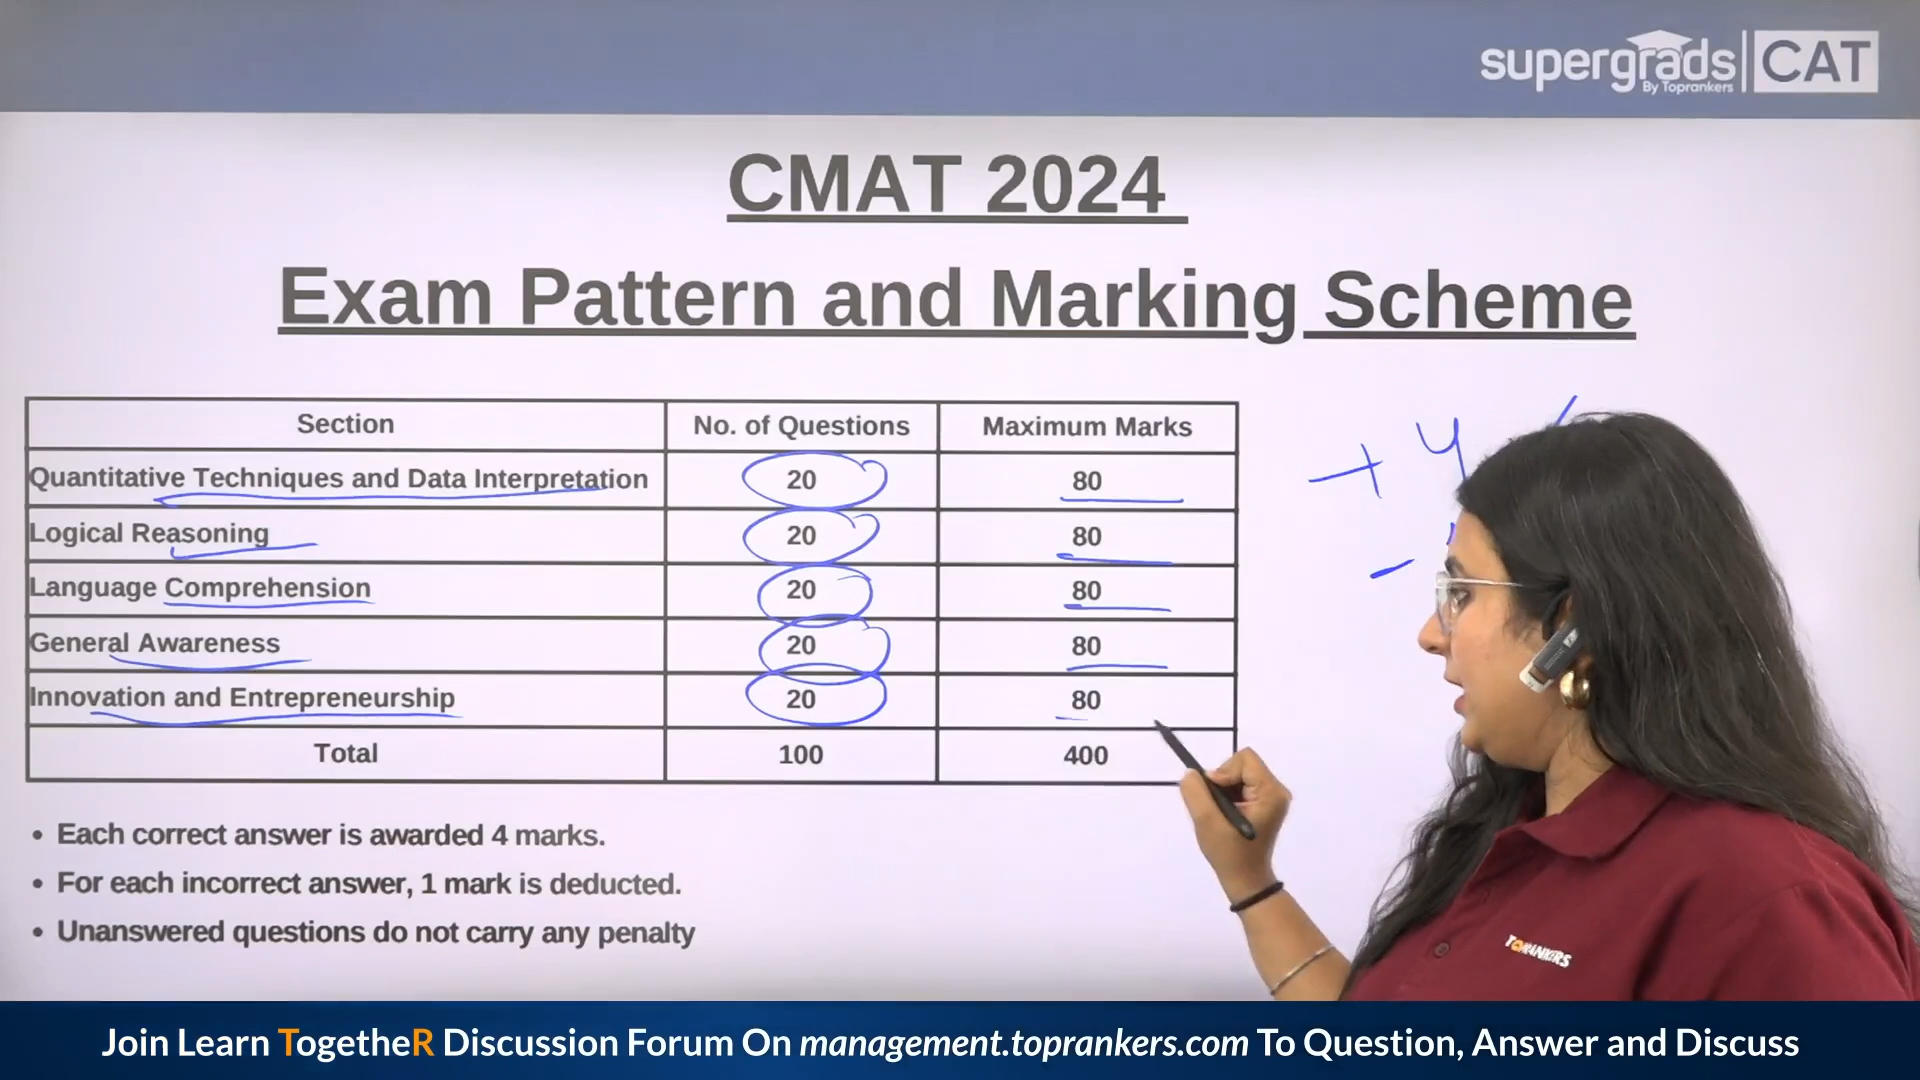 supergrads CAT
By Toprankers
CMAT 2024
Exam Pattern and Marking Scheme
Section No. of Questions Maximum Marks
Quantitative Techniques and Data Interpretation 20 80
Logical Reasoning 20 80
Language Comprehension 20 80
General Awareness 20 80
Innovation and Entrepreneurship 20 80
Total 100 400
+ 4
-
• Each correct answer is awarded 4 marks.
• For each incorrect answer, 1 mark is deducted.
• Unanswered questions do not carry any penalty
TOPRANKERS
Join Learn TogetheR Discussion Forum On management.toprankers.com To Question, Answer and Discuss